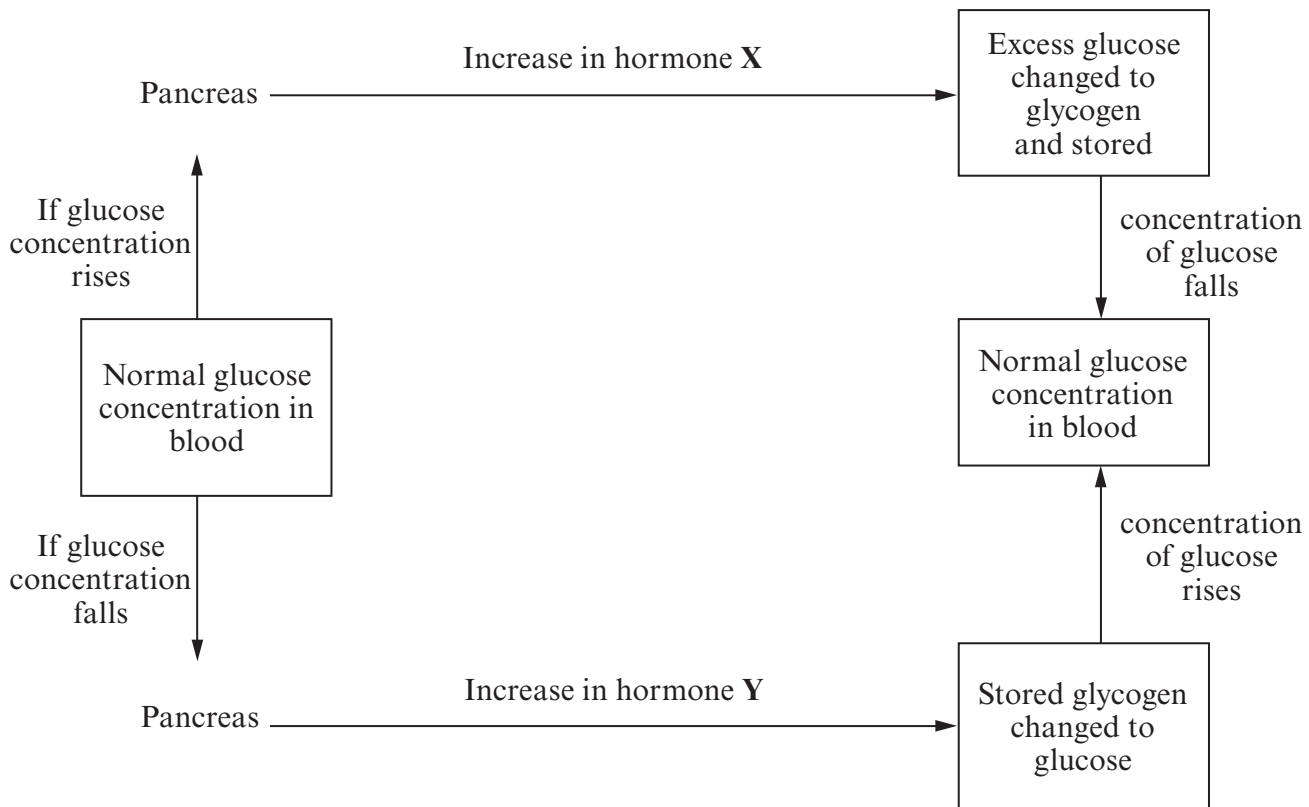 Increase in hormone X
Pancreas
Excess glucose
changed to
glycogen
and stored
If glucose
concentration
rises
concentration
of glucose
falls
Normal glucose
concentration in
blood
Normal glucose
concentration
in blood
If glucose
concentration
falls
concentration
of glucose
rises
Increase in hormone Y
Pancreas
Stored glycogen
changed to
glucose